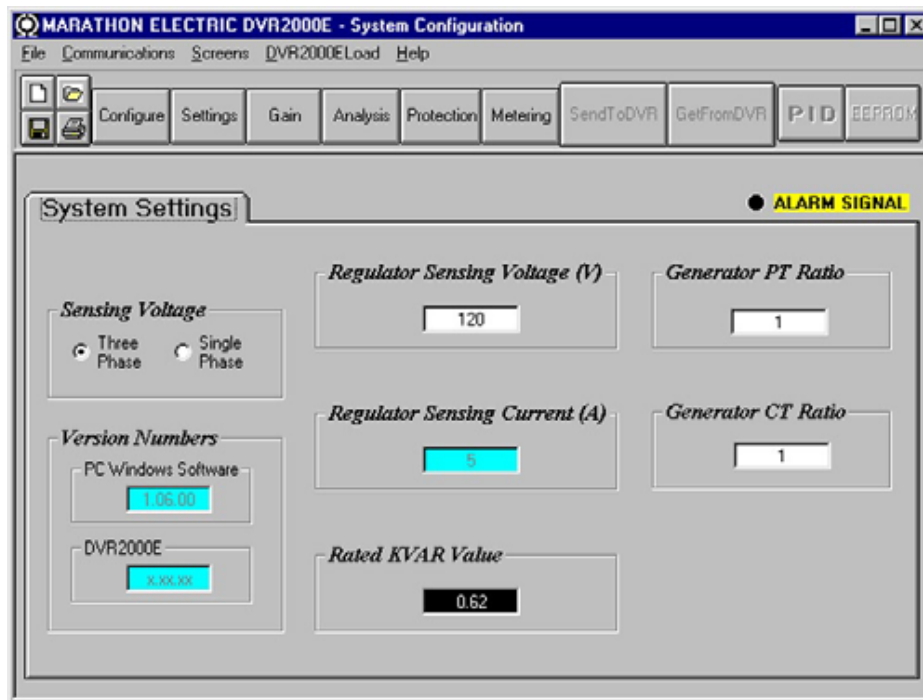 MARATHON ELECTRIC DVR2000E - System Configuration
File Communications Screens DVR2000ELoad Help
Configure Settings Gain Analysis Protection Metering SendToDVR GetFromDVR PID EEPROM
System Settings
ALARM SIGNAL
Sensing Voltage
Three Phase
Single Phase
Version Numbers
PC Windows Software
1.06.00
DVR2000E
x.xx.xx
Regulator Sensing Voltage (V)
120
Regulator Sensing Current (A)
5
Rated KVAR Value
0.62
Generator PT Ratio
1
Generator CT Ratio
1